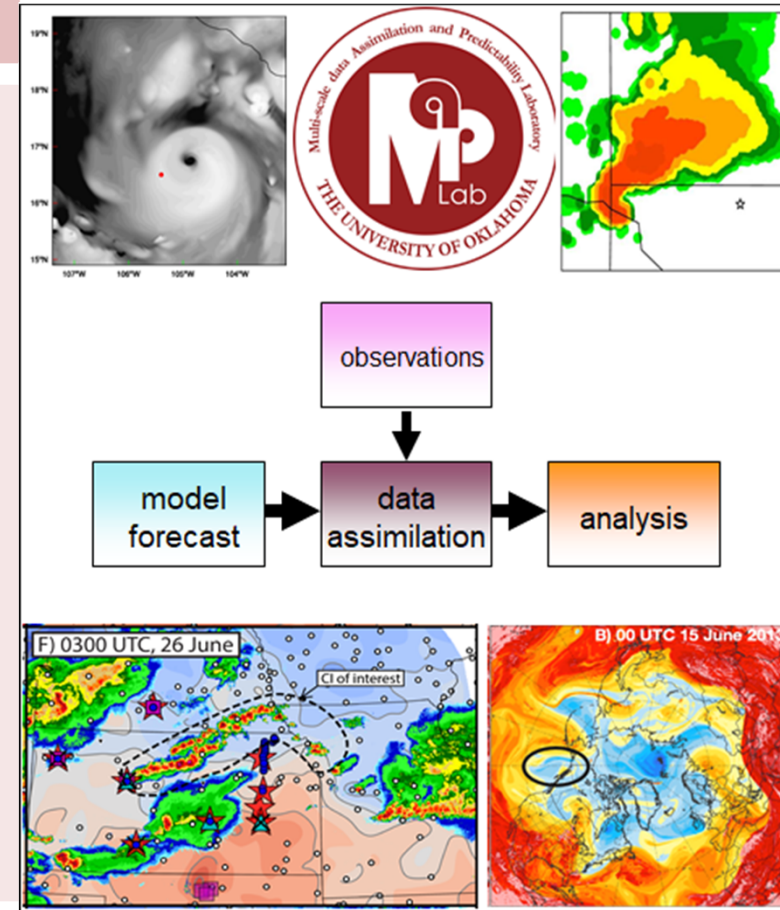 19°N
18°N
17°N
16°N
15°N
107°W
106°W
105°W
104°W
Multi-scale data Assimilation and Predictability Laboratory
Map
Lab
THE UNIVERSITY OF OKLAHOMA
observations
model
forecast
data
assimilation
analysis
F) 0300 UTC, 26 June
CI of interest
B) 00 UTC 15 June 201